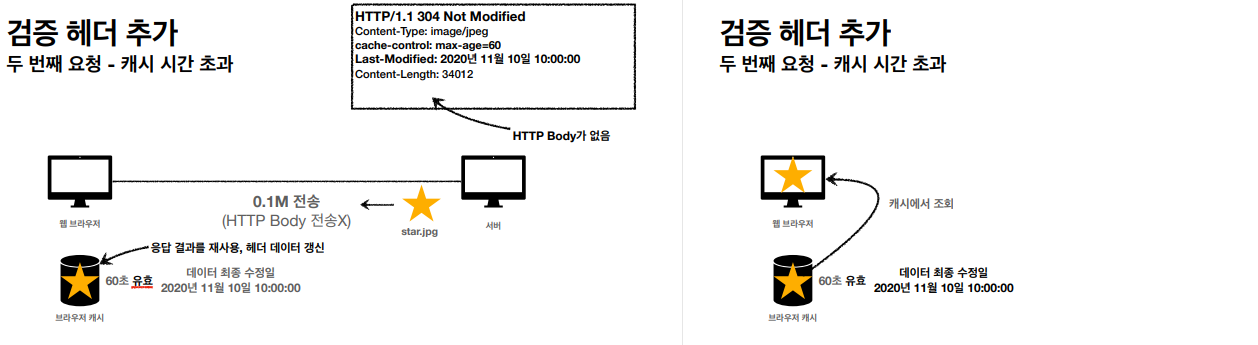 검증 헤더 추가
두 번째 요청 - 캐시 시간 초과
HTTP/1.1 304 Not Modified
Content-Type: image/jpeg
cache-control: max-age=60
Last-Modified: 2020년 11월 10일 10:00:00
Content-Length: 34012
HTTP Body가 없음
0.1M 전송
(HTTP Body 전송X)
star.jpg
웹 브라우저
서버
응답 결과를 재사용, 헤더 데이터 갱신
60초 유효
데이터 최종 수정일
2020년 11월 10일 10:00:00
브라우저 캐시
검증 헤더 추가
두 번째 요청 - 캐시 시간 초과
웹 브라우저
캐시에서 조회
60초 유효
데이터 최종 수정일
2020년 11월 10일 10:00:00
브라우저 캐시